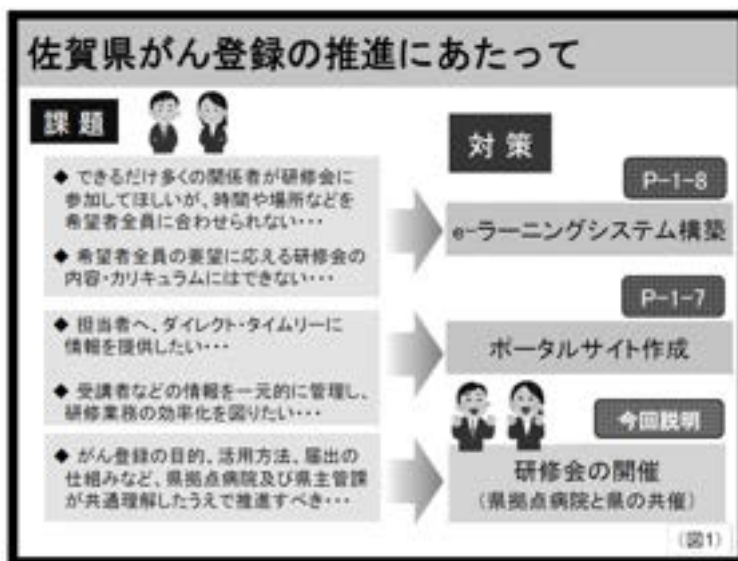 佐賀県がん登録の推進にあたって
課題
◆ できるだけ多くの関係者が研修会に
参加してほしいが、時間や場所などを
希望者全員に合わせられない・・・
◆ 希望者全員の要望に応える研修会の
内容・カリキュラムにはできない・・・
◆ 担当者へ、ダイレクト・タイムリーに
情報を提供したい・・・
◆ 受講者などの情報を一元的に管理し、
研修業務の効率化を図りたい・・・
◆ がん登録の目的、活用方法、届出の
仕組みなど、県拠点病院及び県主管課
が共通理解したうえで推進すべき・・・
対策
P-1-8
e-ラーニングシステム構築
P-1-7
ポータルサイト作成
今回説明
研修会の開催
（県拠点病院と県の共催）
（図1）